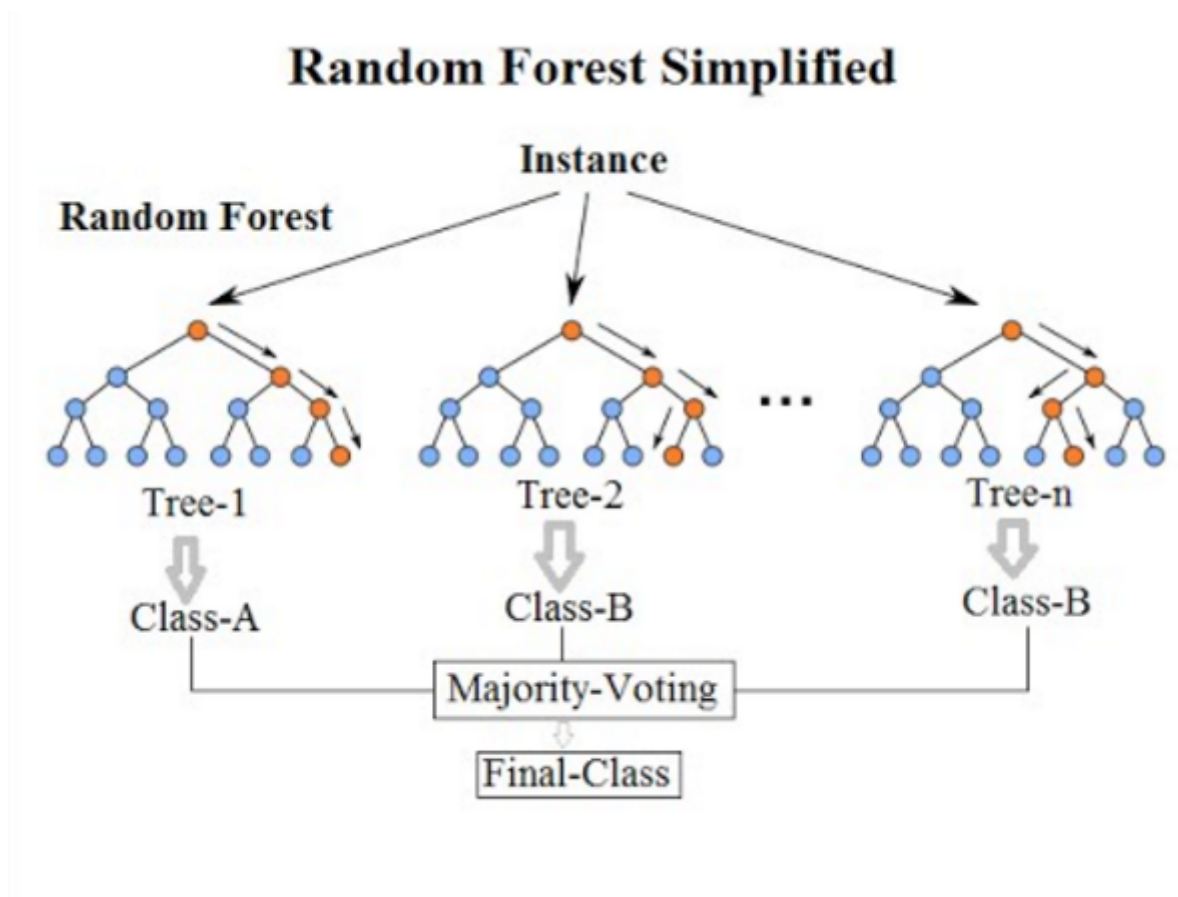 Random Forest Simplified
Instance
Random Forest
...
Tree-1
Tree-2
Tree-n
Class-A
Class-B
Class-B
Majority-Voting
Final-Class